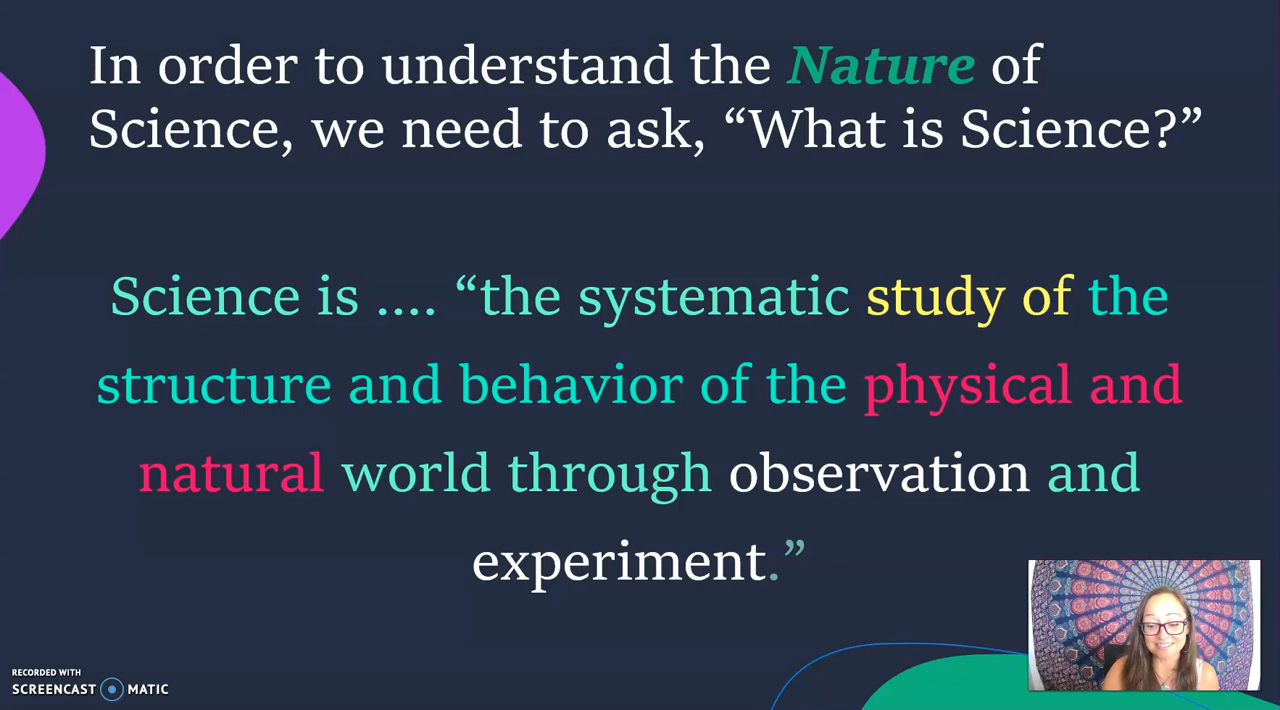 In order to understand the Nature of
Science, we need to ask, “What is Science?”
Science is .... “the systematic study of the
structure and behavior of the physical and
natural world through observation and
experiment.”
RECORDED WITH
SCREENCAST MATIC